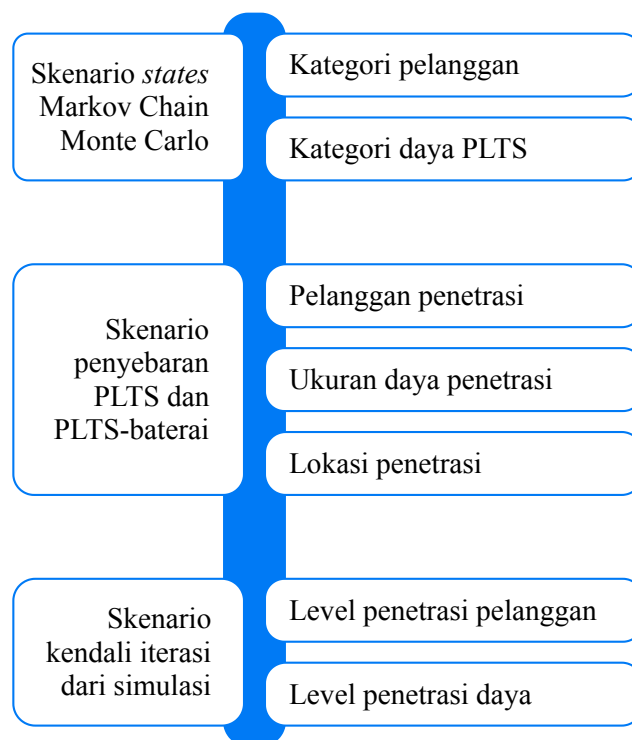 Skenario states
Markov Chain
Monte Carlo
Kategori pelanggan
Kategori daya PLTS
Skenario
penyebaran
PLTS dan
PLTS-baterai
Pelanggan penetrasi
Ukuran daya penetrasi
Lokasi penetrasi
Skenario
kendali iterasi
dari simulasi
Level penetrasi pelanggan
Level penetrasi daya